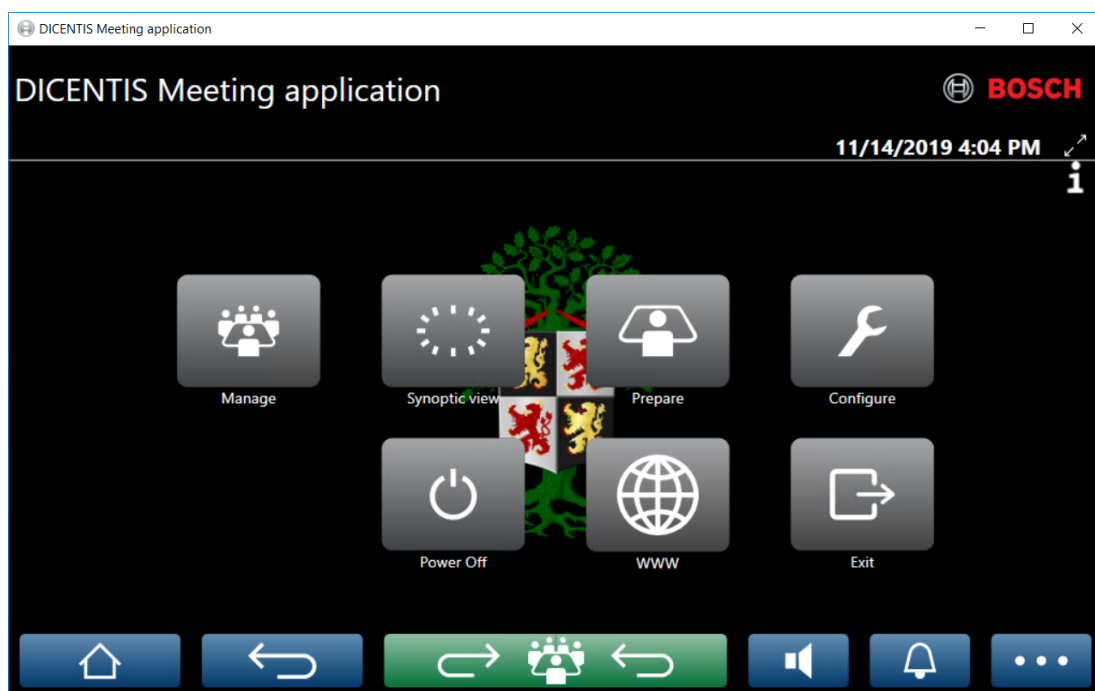 DICENTIS Meeting application
DICENTIS Meeting application
BOSCH
11/14/2019 4:04 PM
Manage
Synoptic view
Prepare
Configure
Power Off
WWW
Exit